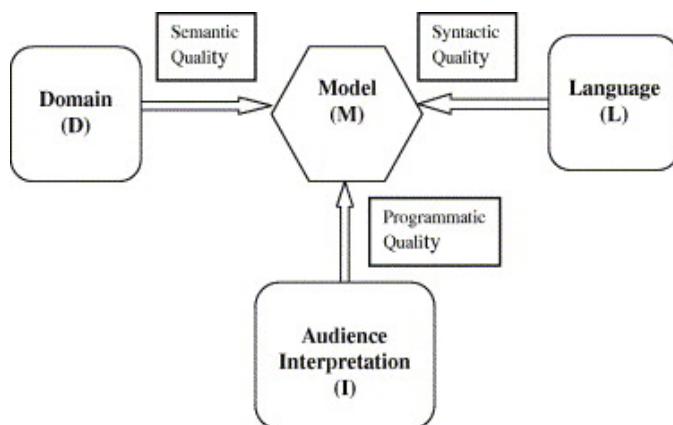 Semantic
Quality
Syntactic
Quality
Domain
(D)
Model
(M)
Language
(L)
Programmatic
Quality
Audience
Interpretation
(I)